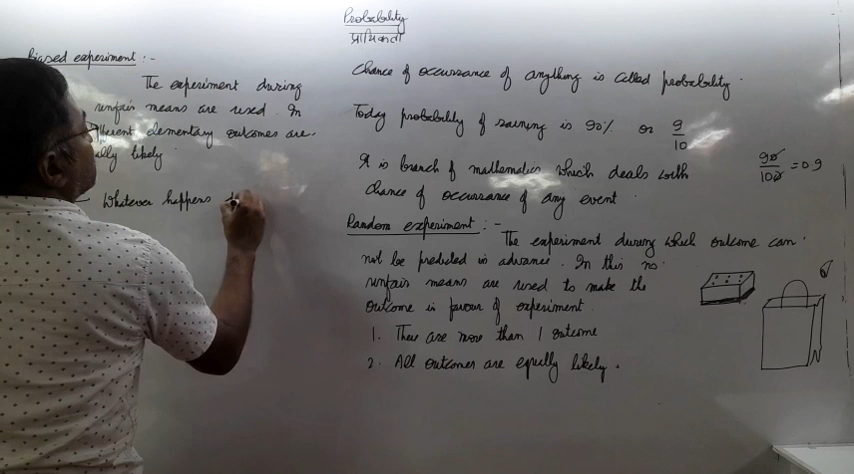 Biased experiment :-
The experiment during
unfair means are used. In
elementary outcomes are
likely
Whatever happens
Probability
प्रायिकता
Chance of occurrance of anything is called probability.
Today probability of raining is 90% or 9/10
It is branch of mathematics which deals with
chance of occurrance of any event.
90/100 = 0.9
Random experiment :-
The experiment during which outcome can
not be predicted in advance. In this no
unfair means are used to make the
outcome in favour of experiment.
1. There are more than 1 outcome
2. All outcomes are equally likely.